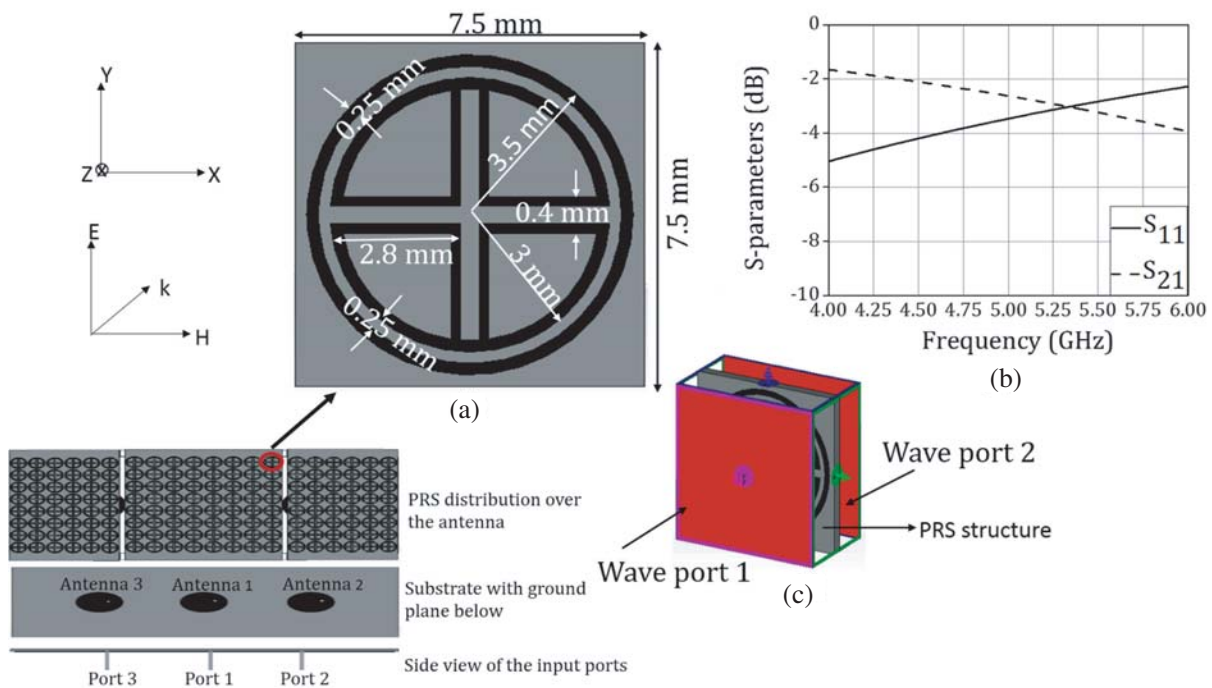 7.5 mm
Y
Z
X
E
k
H
0.25 mm
3.5 mm
0.4 mm
2.8 mm
3 mm
0.25 mm
7.5 mm
(a)
0
-2
-4
-6
-8
-10
S-parameters (dB)
S11
S21
4.00 4.25 4.50 4.75 5.00 5.25 5.50 5.75 6.00
Frequency (GHz)
(b)
PRS distribution over
the antenna
Antenna 3 Antenna 1 Antenna 2
Substrate with ground
plane below
Side view of the input ports
Port 3 Port 1 Port 2
Wave port 2
PRS structure
Wave port 1
(c)